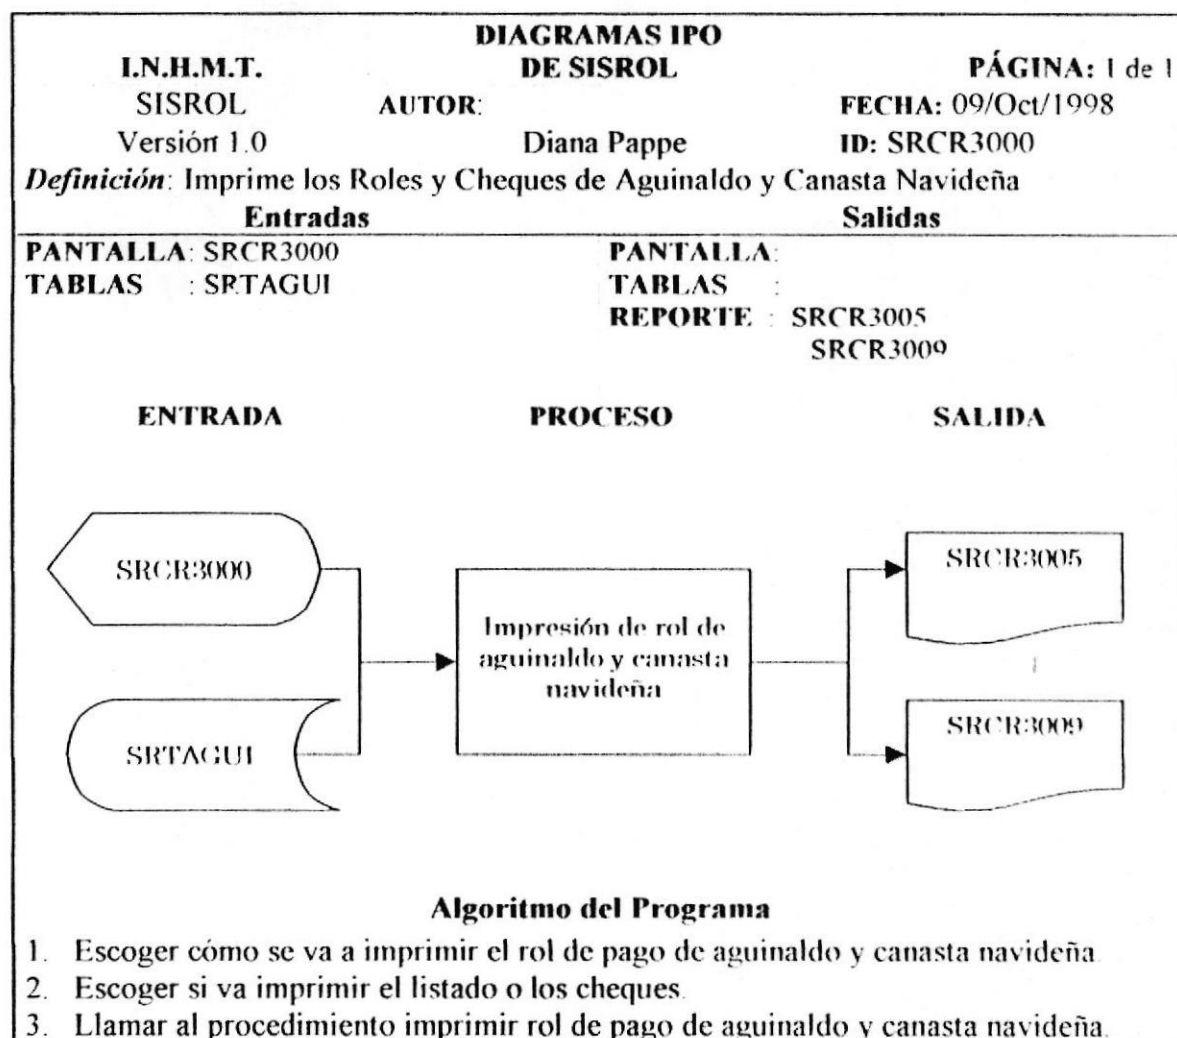 DIAGRAMAS IPO
I.N.H.M.T. DE SISROL PÁGINA: 1 de 1
SISROL AUTOR: FECHA: 09/Oct/1998
Versión 1.0 Diana Pappe ID: SRCR3000
Definición: Imprime los Roles y Cheques de Aguinaldo y Canasta Navideña
Entradas Salidas
PANTALLA: SRCR3000 PANTALLA:
TABLAS : SRTAGUI TABLAS :
REPORTE : SRCR3005
SRCR3009
ENTRADA PROCESO SALIDA
SRCR3000
SRCR3005
Impresión de rol de
aguinaldo y canasta
navideña
SRTAGUI
SRCR3009
Algoritmo del Programa
1. Escoger cómo se va a imprimir el rol de pago de aguinaldo y canasta navideña.
2. Escoger si va imprimir el listado o los cheques.
3. Llamar al procedimiento imprimir rol de pago de aguinaldo y canasta navideña.